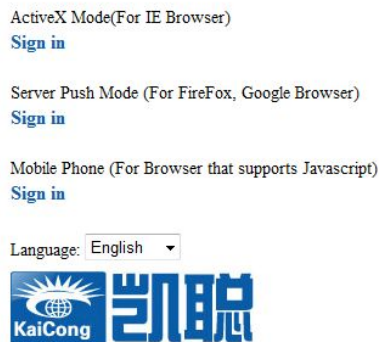 ActiveX Mode(For IE Browser)
Sign in
Server Push Mode (For FireFox, Google Browser)
Sign in
Mobile Phone (For Browser that supports Javascript)
Sign in
Language: English
KaiCong 凯聪